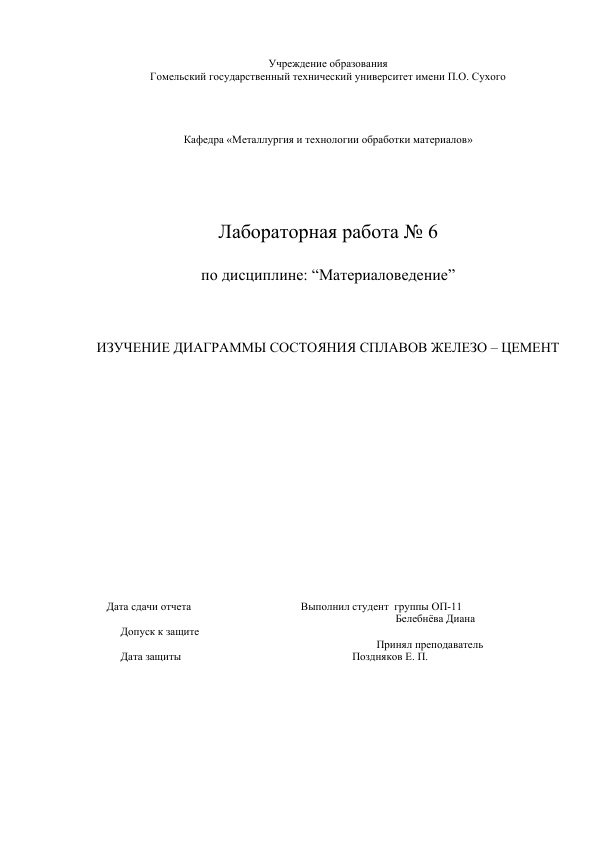 Учреждение образования
Гомельский государственный технический университет имени П.О. Сухого
Кафедра «Металлургия и технологии обработки материалов»
Лабораторная работа № 6
по дисциплине: “Материаловедение”
ИЗУЧЕНИЕ ДИАГРАММЫ СОСТОЯНИЯ СПЛАВОВ ЖЕЛЕЗО – ЦЕМЕНТ
Дата сдачи отчета Выполнил студент группы ОП-11
Белебнёва Диана
Допуск к защите
Принял преподаватель
Дата защиты Поздняков Е. П.